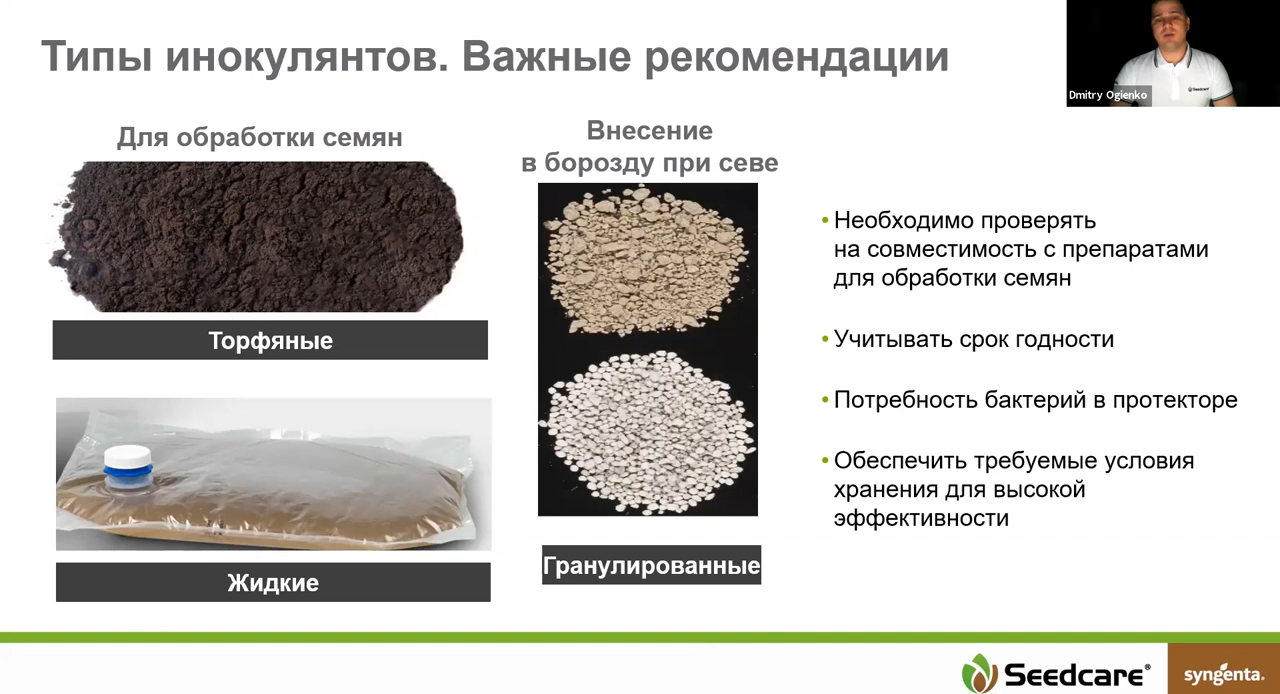 Типы инокулянтов. Важные рекомендации
Dmitry Ogienko
Seedcare
Для обработки семян
Торфяные
Жидкие
Внесение
в борозду при севе
Гранулированные
• Необходимо проверять
на совместимость с препаратами
для обработки семян
• Учитывать срок годности
• Потребность бактерий в протекторе
• Обеспечить требуемые условия
хранения для высокой
эффективности
Seedcare®
syngenta.